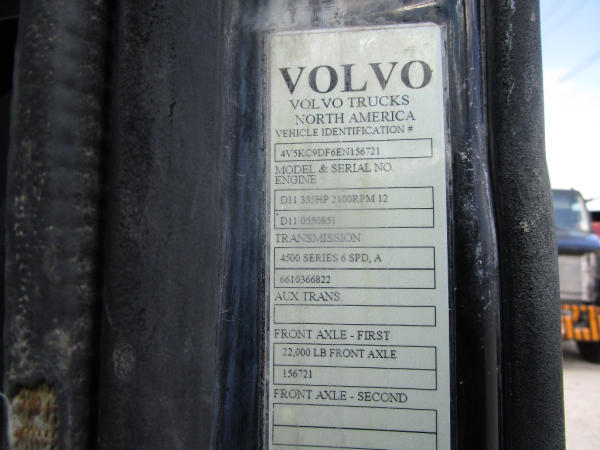 VOLVO
VOLVO TRUCKS
NORTH AMERICA
VEHICLE IDENTIFICATION #
4V5KC9DF6EN156721
MODEL & SERIAL NO.
ENGINE
D11 355HP 2100RPM 12
D11 0550851
TRANSMISSION
4500 SERIES 6 SPD, A
6610366822
AUX TRANS.
FRONT AXLE - FIRST
22,000 LB FRONT AXLE
156721
FRONT AXLE - SECOND